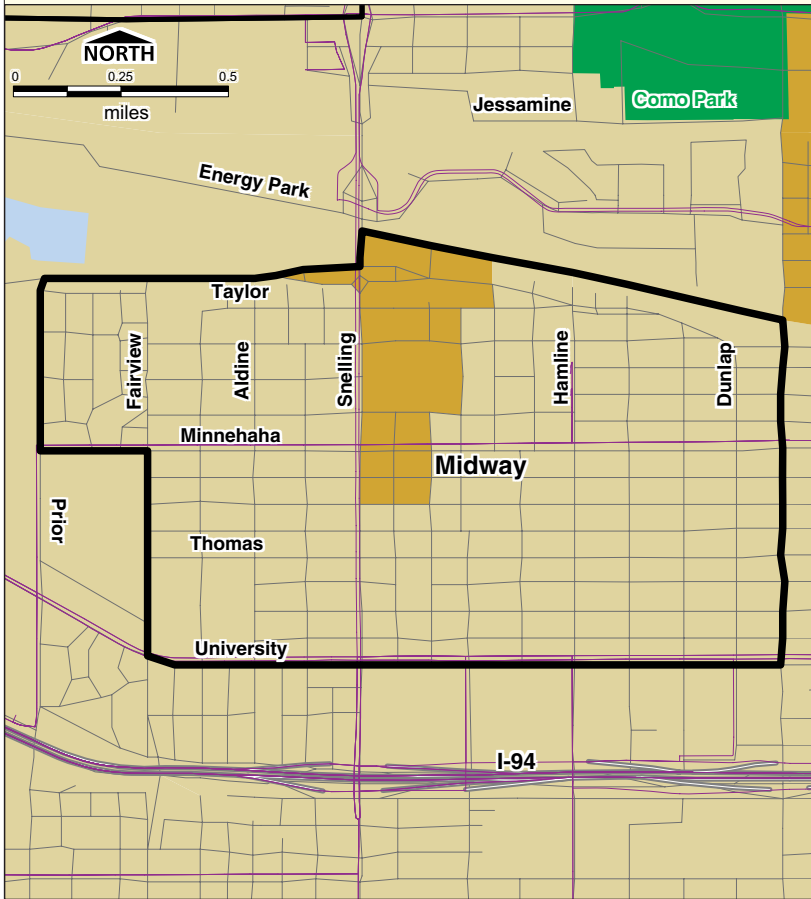 NORTH
0 0.25 0.5
miles
Jessamine
Como Park
Energy Park
Taylor
Fairview
Aldine
Snelling
Hamline
Dunlap
Minnehaha
Midway
Prior
Thomas
University
I-94